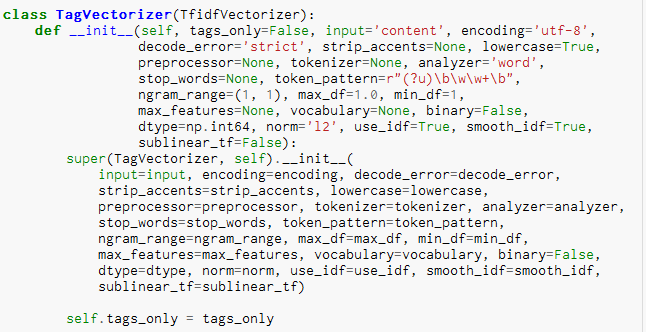 class TagVectorizer(TfidfVectorizer):
    def __init__(self, tags_only=False, input='content', encoding='utf-8',
                 decode_error='strict', strip_accents=None, lowercase=True,
                 preprocessor=None, tokenizer=None, analyzer='word',
                 stop_words=None, token_pattern=r"(?u)\b\w\w+\b",
                 ngram_range=(1, 1), max_df=1.0, min_df=1,
                 max_features=None, vocabulary=None, binary=False,
                 dtype=np.int64, norm='l2', use_idf=True, smooth_idf=True,
                 sublinear_tf=False):
        super(TagVectorizer, self).__init__(
            input=input, encoding=encoding, decode_error=decode_error,
            strip_accents=strip_accents, lowercase=lowercase,
            preprocessor=preprocessor, tokenizer=tokenizer, analyzer=analyzer,
            stop_words=stop_words, token_pattern=token_pattern,
            ngram_range=ngram_range, max_df=max_df, min_df=min_df,
            max_features=max_features, vocabulary=vocabulary, binary=False,
            dtype=dtype, norm=norm, use_idf=use_idf, smooth_idf=smooth_idf,
            sublinear_tf=sublinear_tf)
        self.tags_only = tags_only